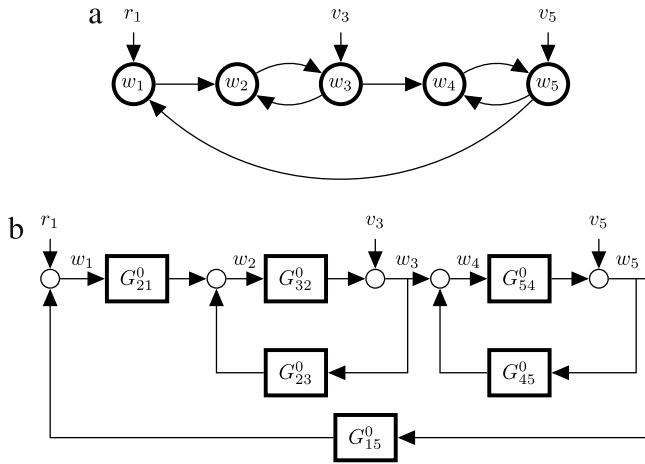 a
r₁ v₃ v₅
w₁ w₂ w₃ w₄ w₅
b
r₁ v₃ v₅
w₁ w₂ w₃ w₄ w₅
G⁰₂₁ G⁰₃₂ G⁰₅₄
G⁰₂₃ G⁰₄₅
G⁰₁₅